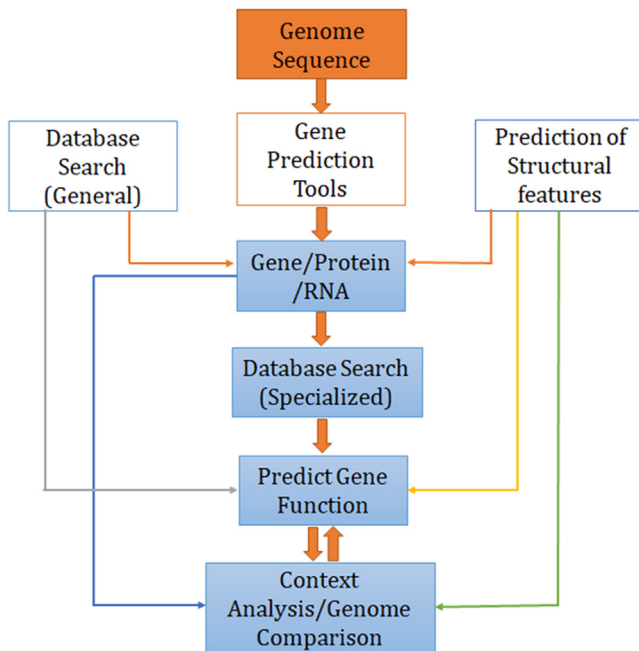 Genome
Sequence
Database
Search
(General)
Gene
Prediction
Tools
Prediction of
Structural
features
Gene/Protein
/RNA
Database Search
(Specialized)
Predict Gene
Function
Context
Analysis/Genome
Comparison